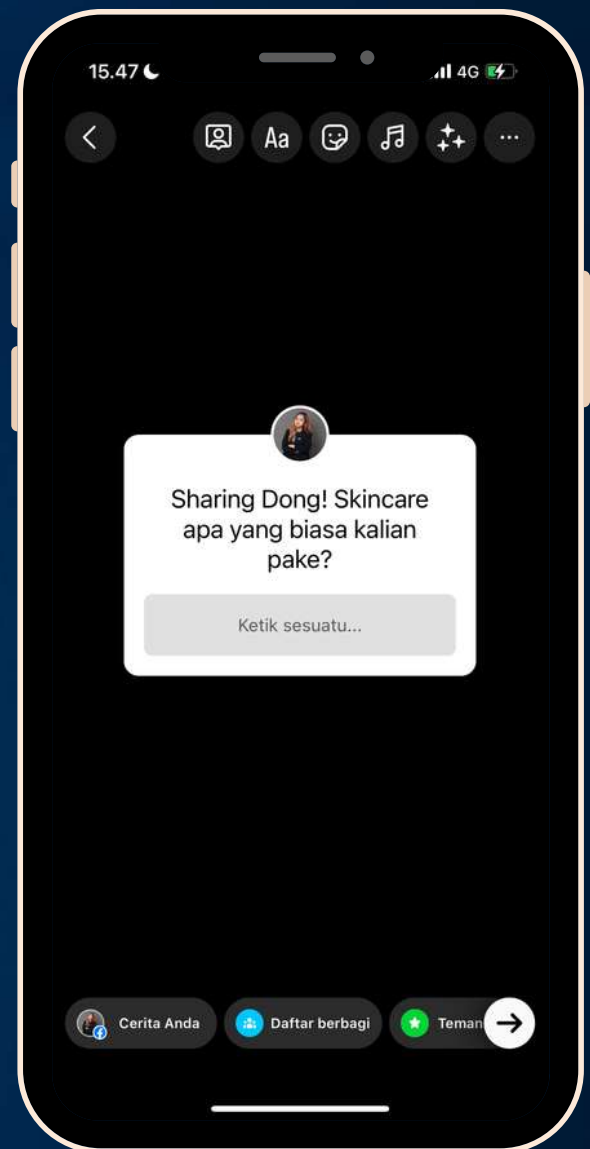 15.47
4G
Aa
Sharing Dong! Skincare
apa yang biasa kalian
pake?
Ketik sesuatu...
Cerita Anda
Daftar berbagi
Teman